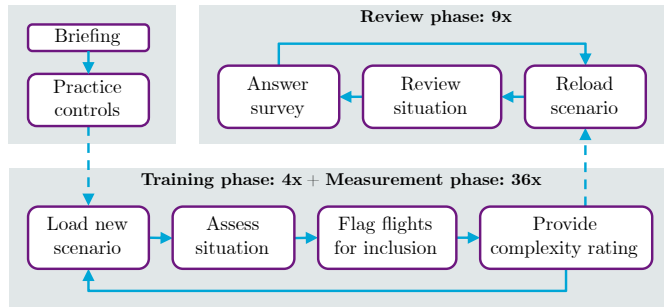 Briefing
Practice
controls
Review phase: 9x
Answer
survey
Review
situation
Reload
scenario
Training phase: 4x + Measurement phase: 36x
Load new
scenario
Assess
situation
Flag flights
for inclusion
Provide
complexity rating